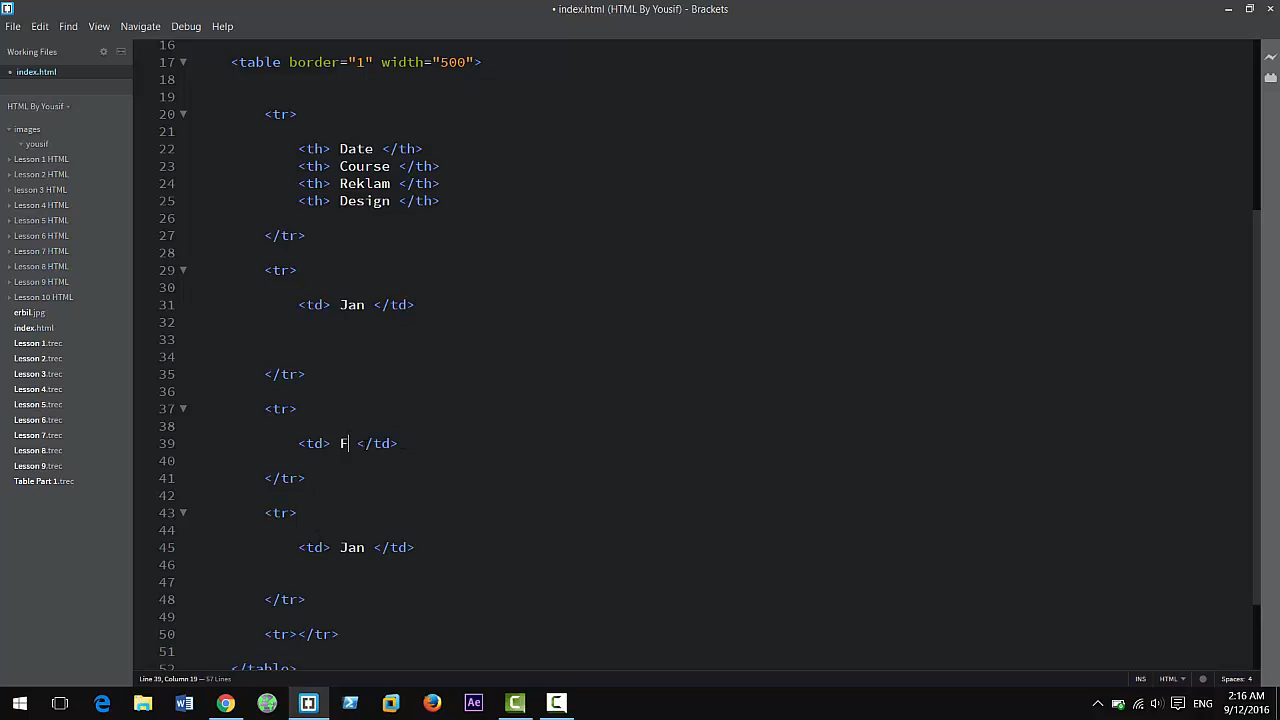 • index.html (HTML By Yousif) - Brackets
File Edit Find View Navigate Debug Help
Working Files
• index.html
HTML By Yousif
images
yousif
Lesson 1 HTML
Lesson 2 HTML
lesson 3 HTML
Lesson 4 HTML
Lesson 5 HTML
Lesson 6 HTML
Lesson 7 HTML
Lesson 8 HTML
Lesson 9 HTML
Lesson 10 HTML
erbil.jpg
index.html
Lesson 1.trec
Lesson 2.trec
Lesson 3.trec
Lesson 4.trec
Lesson 5.trec
Lesson 6.trec
Lesson 7.trec
Lesson 8.trec
Lesson 9.trec
Table Part 1.trec
16
17 <table border="1" width="500">
18
19
20 <tr>
21
22 <th> Date </th>
23 <th> Course </th>
24 <th> Reklam </th>
25 <th> Design </th>
26
27 </tr>
28
29 <tr>
30
31 <td> Jan </td>
32
33
34
35 </tr>
36
37 <tr>
38
39 <td> F </td>
40
41 </tr>
42
43 <tr>
44
45 <td> Jan </td>
46
47
48 </tr>
49
50 <tr></tr>
51
52 </table>
Line 39, Column 19 — 57 Lines
INS HTML Spaces: 4
Ae
ENG
2:16 AM
9/12/2016